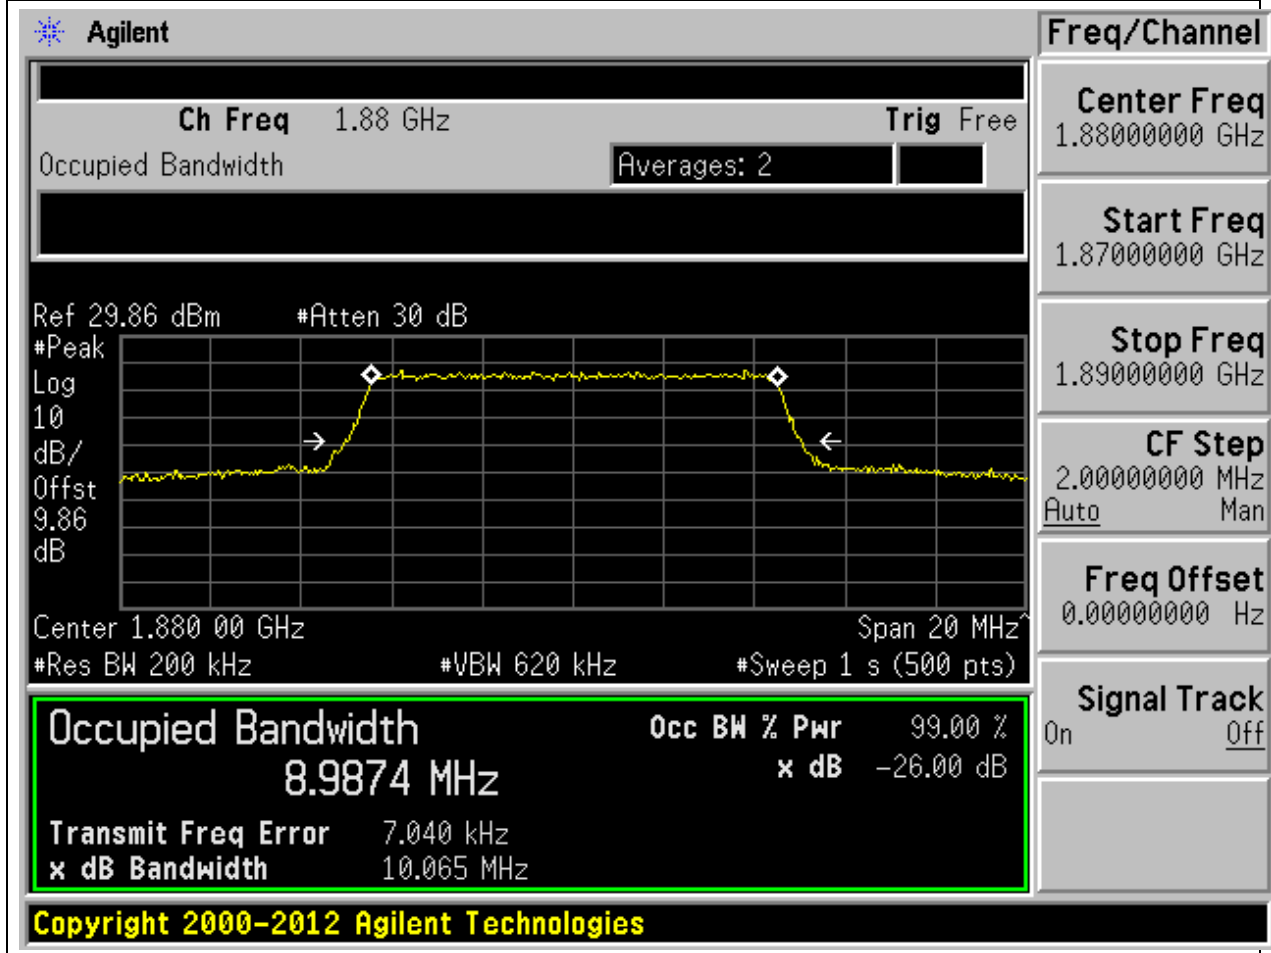 Agilent
Freq/Channel
Ch Freq 1.88 GHz Trig Free
Occupied Bandwidth Averages: 2
Ref 29.86 dBm #Atten 30 dB
#Peak
Log
10
dB/
Offst
9.86
dB
Center 1.880 00 GHz Span 20 MHz^
#Res BW 200 kHz #VBW 620 kHz #Sweep 1 s (500 pts)
Occupied Bandwidth
8.9874 MHz
Occ BW % Pwr 99.00 %
x dB -26.00 dB
Transmit Freq Error 7.040 kHz
x dB Bandwidth 10.065 MHz
Copyright 2000-2012 Agilent Technologies
Center Freq
1.88000000 GHz
Start Freq
1.87000000 GHz
Stop Freq
1.89000000 GHz
CF Step
2.00000000 MHz
Auto Man
Freq Offset
0.00000000 Hz
Signal Track
On Off